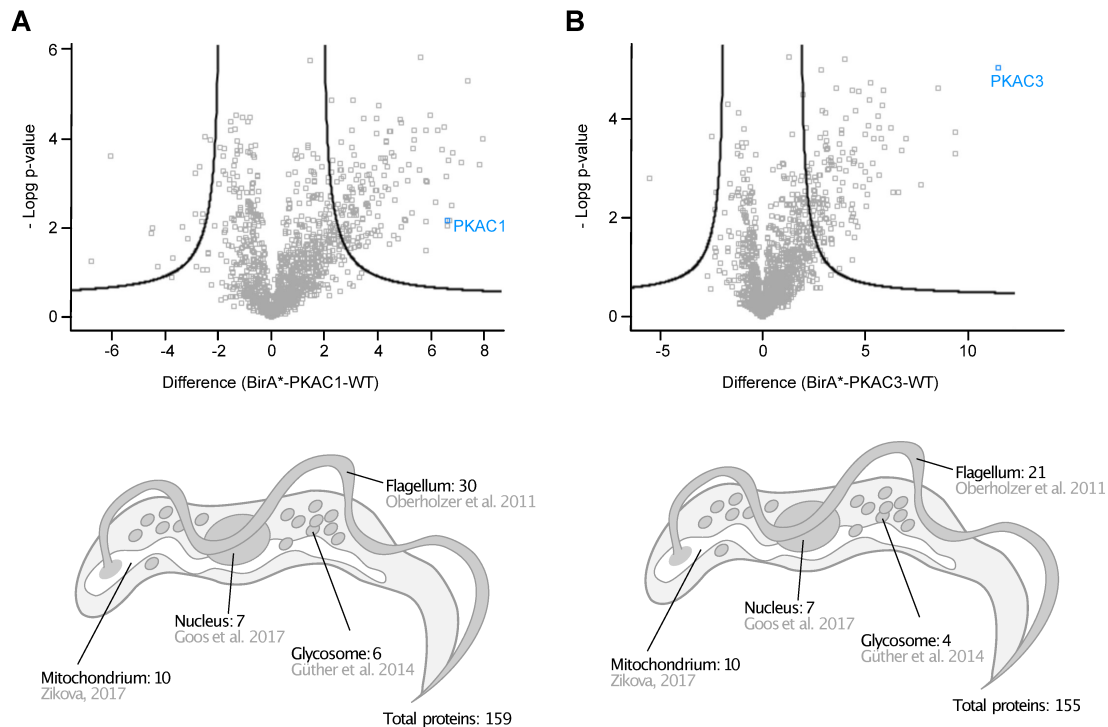 A
6
4
2
0
- Lopg p-value
PKAC1
-6
-4
-2
0
2
4
6
8
Difference (BirA*-PKAC1-WT)
Flagellum: 30
Oberholzer et al. 2011
Nucleus: 7
Goos et al. 2017
Glycosome: 6
Güther et al. 2014
Mitochondrium: 10
Zikova, 2017
Total proteins: 159
B
4
2
0
- Lopg p-value
PKAC3
-5
0
5
10
Difference (BirA*-PKAC3-WT)
Flagellum: 21
Oberholzer et al. 2011
Nucleus: 7
Goos et al. 2017
Glycosome: 4
Güther et al. 2014
Mitochondrium: 10
Zikova, 2017
Total proteins: 155